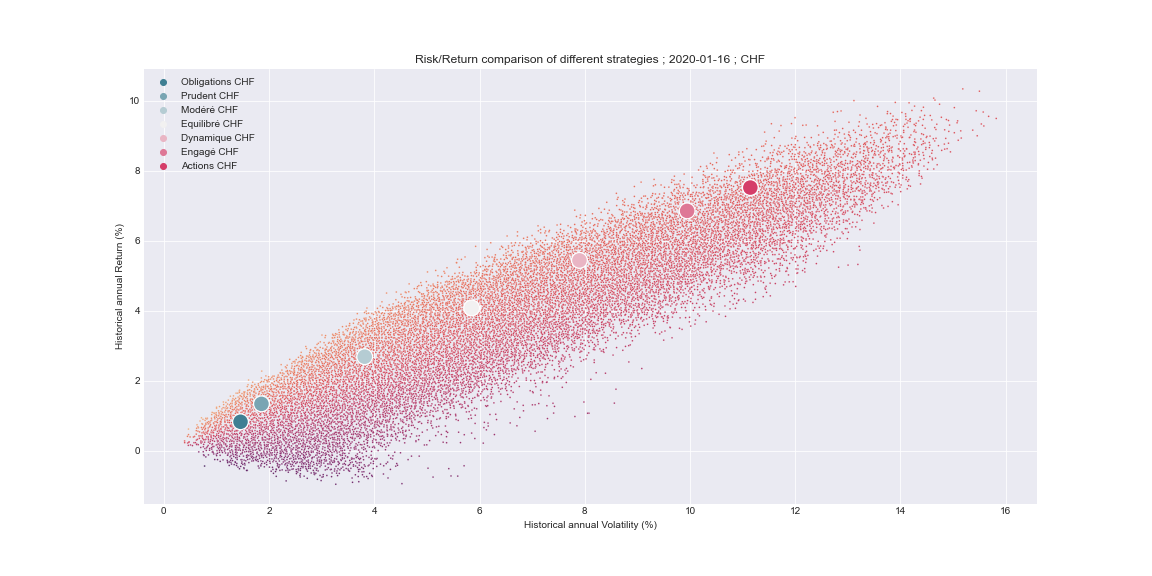 Risk/Return comparison of different strategies ; 2020-01-16 ; CHF
Obligations CHF
Prudent CHF
Modéré CHF
Equilibré CHF
Dynamique CHF
Engagé CHF
Actions CHF
10
8
6
4
2
0
Historical annual Return (%)
0 2 4 6 8 10 12 14 16
Historical annual Volatility (%)